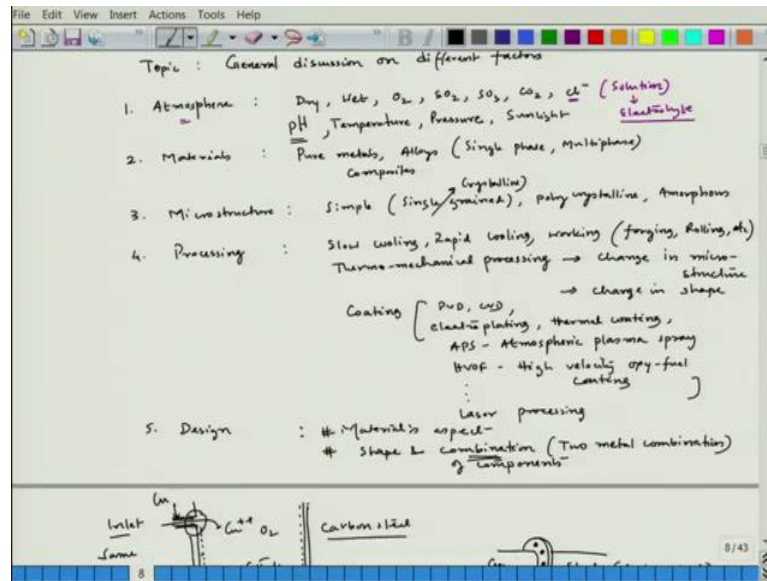 File Edit View Insert Actions Tools Help
Topic : General discussion on different factors
1. Atmosphere : Dry, Wet, O2, SO2, SO3, CO2, Cl⁻ (Solution)
↓
pH, Temperature, Pressure, Sunlight Electrolyte
2. Materials : Pure metals, Alloys (Single phase, Multiphase)
Composites
(crystalline)
3. Microstructure : Simple (Single grained), poly crystalline, Amorphous
4. Processing : Slow cooling, Rapid cooling, working (forging, Rolling, etc)
Thermo-mechanical processing → change in micro-
structure
→ change in shape
Coating [ PVD, CVD,
electroplating, thermal coating,
APS - Atmospheric plasma spray
HVOF - High velocity oxy-fuel
coating ]
:
Laser processing
5. Design : # Material's aspect
# Shape & combination (Two metal combination)
of components
Cu
Inlet Cu⁺⁺ O2 Carbon steel
Same
8/43
8